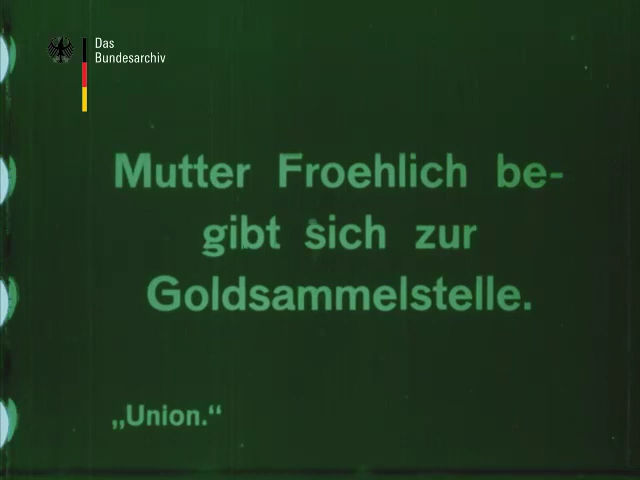 Das
Bundesarchiv
Mutter Froehlich be-
gibt sich zur
Goldsammelstelle.
„Union.“